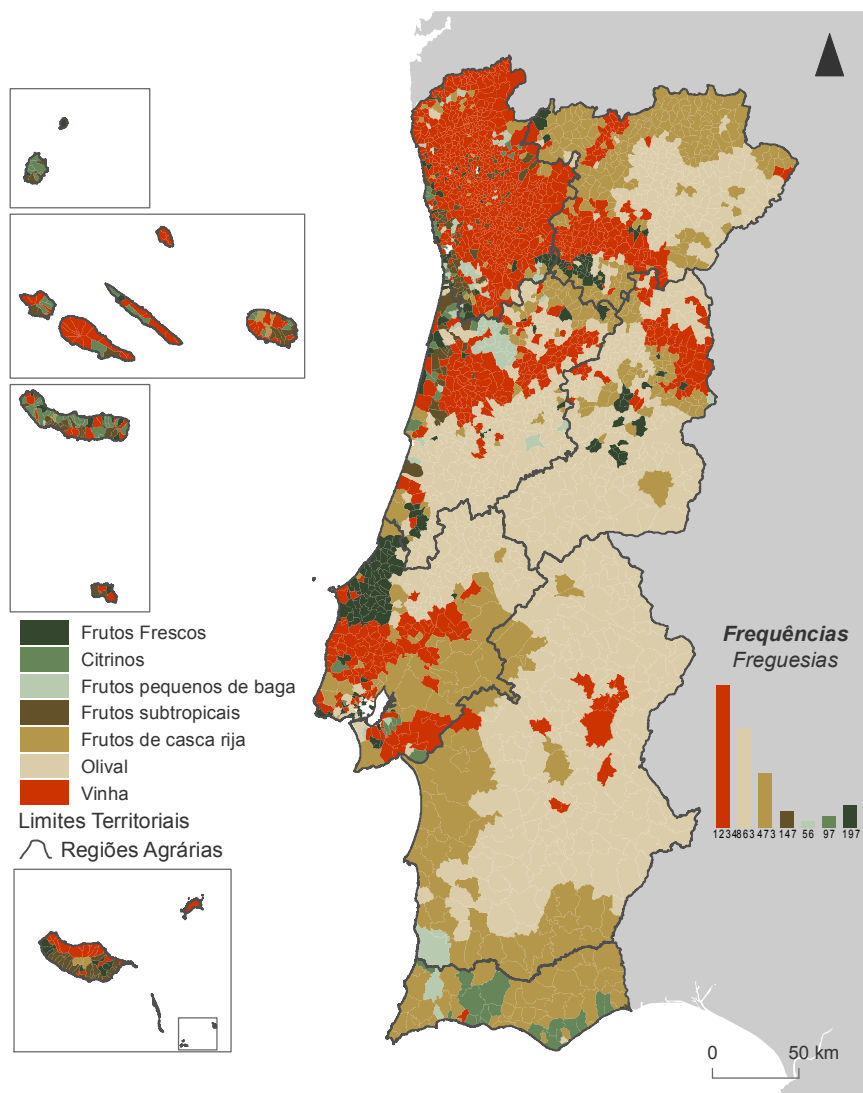 Frutos Frescos
Citrinos
Frutos pequenos de baga
Frutos subtropicais
Frutos de casca rija
Olival
Vinha
Limites Territoriais
Regiões Agrárias
Frequências
Freguesias
1234 863 473 147 56 97 197
0 50 km